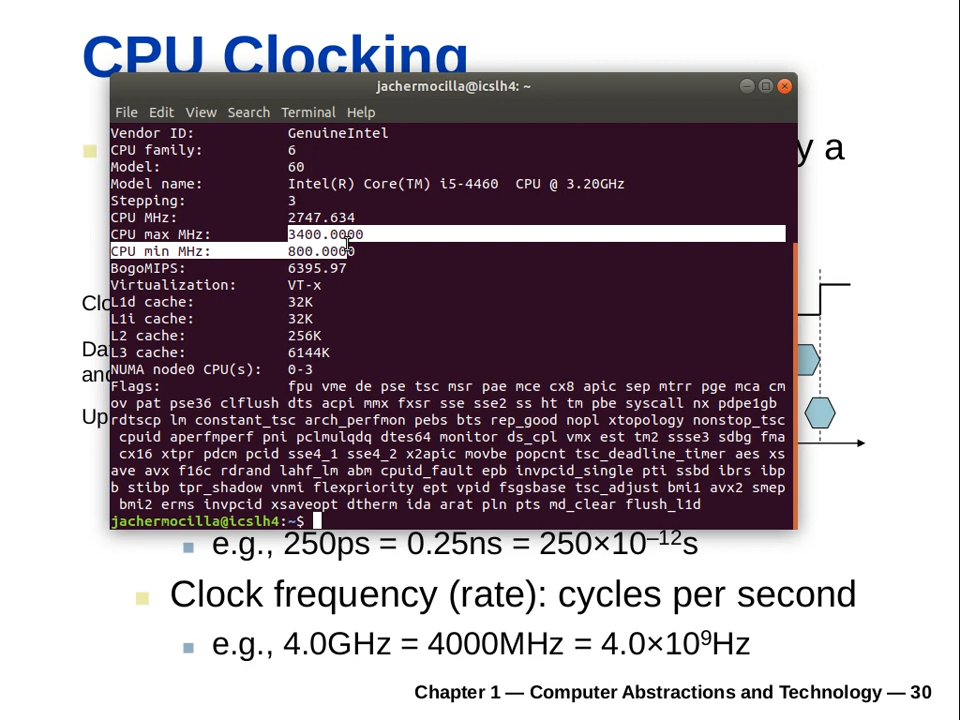 CPU Clocking
jachermocilla@icslh4: ~
File Edit View Search Terminal Help
Vendor ID: GenuineIntel
y a
CPU family: 6
Model: 60
Model name: Intel(R) Core(TM) i5-4460  CPU @ 3.20GHz
Stepping: 3
CPU MHz: 2747.634
CPU max MHz: 3400.0000
CPU min MHz: 800.0000
BogoMIPS: 6395.97
Virtualization: VT-x
Clo
L1d cache: 32K
L1i cache: 32K
L2 cache: 256K
Da
L3 cache: 6144K
and
NUMA node0 CPU(s): 0-3
Flags: fpu vme de pse tsc msr pae mce cx8 apic sep mtrr pge mca cm
ov pat pse36 clflush dts acpi mmx fxsr sse sse2 ss ht tm pbe syscall nx pdpe1gb
Up
rdtscp lm constant_tsc arch_perfmon pebs bts rep_good nopl xtopology nonstop_tsc
cpuid aperfmperf pni pclmulqdq dtes64 monitor ds_cpl vmx est tm2 ssse3 sdbg fma
cx16 xtpr pdcm pcid sse4_1 sse4_2 x2apic movbe popcnt tsc_deadline_timer aes xs
ave avx f16c rdrand lahf_lm abm cpuid_fault epb invpcid_single pti ssbd ibrs ibp
b stibp tpr_shadow vnmi flexpriority ept vpid fsgsbase tsc_adjust bmi1 avx2 smep
bmi2 erms invpcid xsaveopt dtherm ida arat pln pts md_clear flush_l1d
jachermocilla@icslh4:~$
e.g., 250ps = 0.25ns = 250×10⁻¹²s
Clock frequency (rate): cycles per second
e.g., 4.0GHz = 4000MHz = 4.0×10⁹Hz
Chapter 1 — Computer Abstractions and Technology — 30